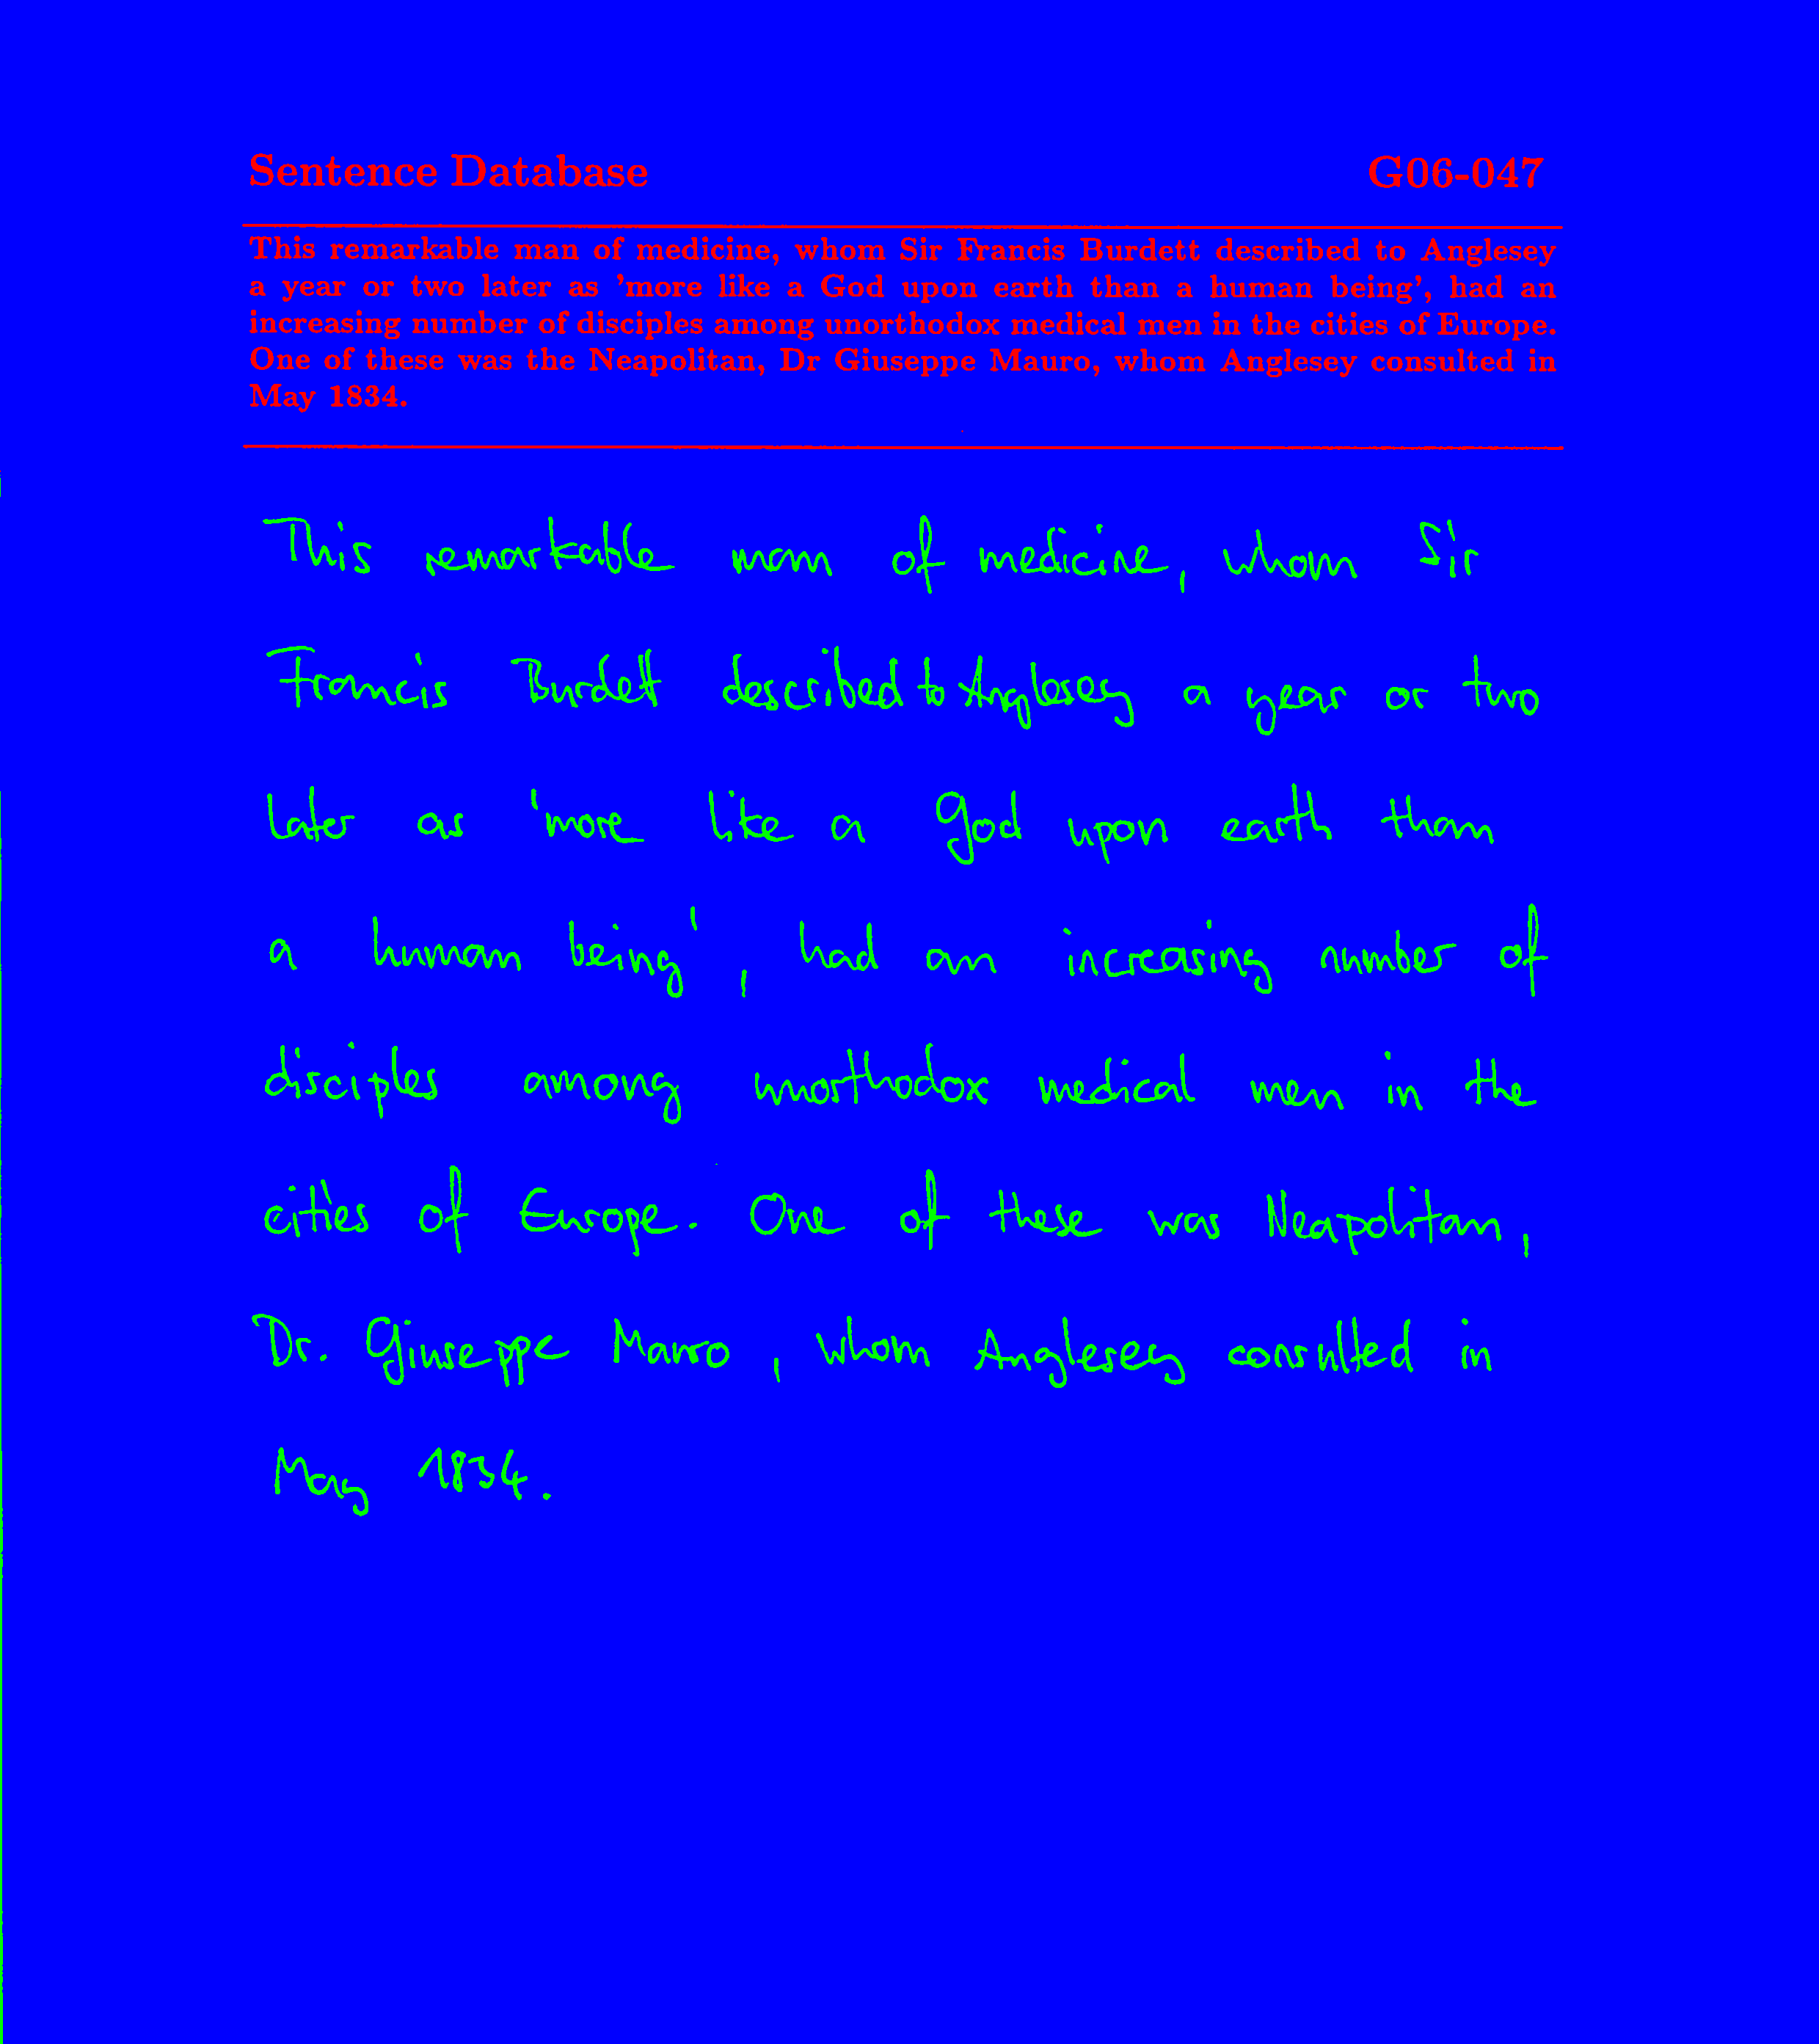 Sentence Database G06-047
This remarkable man of medicine, whom Sir Francis Burdett described to Anglesey
a year or two later as 'more like a God upon earth than a human being', had an
increasing number of disciples among unorthodox medical men in the cities of Europe.
One of these was the Neapolitan, Dr Giuseppe Mauro, whom Anglesey consulted in
May 1834.
This remarkable man of medicine, whom Sir
Francis Burdett described to Anglesey a year or two
later as 'more like a God upon earth than
a human being', had an increasing number of
disciples among unorthodox medical men in the
cities of Europe. One of these was Neapolitan,
Dr. Giuseppe Mauro, whom Anglesey consulted in
May 1834.